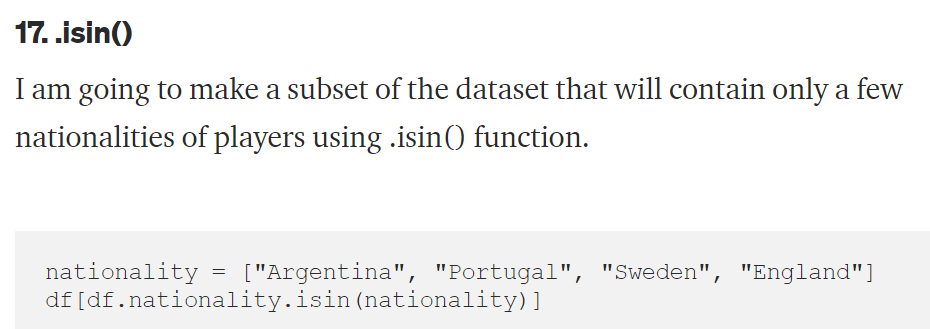 17. .isin()
I am going to make a subset of the dataset that will contain only a few
nationalities of players using .isin() function.
nationality = ["Argentina", "Portugal", "Sweden", "England"]
df[df.nationality.isin(nationality)]